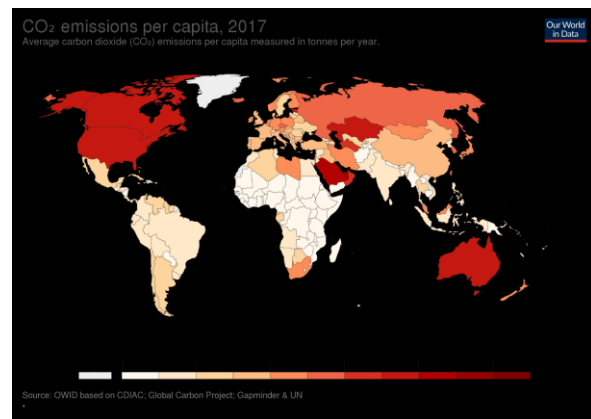 CO₂ emissions per capita, 2017
Average carbon dioxide (CO₂) emissions per capita measured in tonnes per year.
Our World
in Data
Source: OWID based on CDIAC; Global Carbon Project; Gapminder & UN